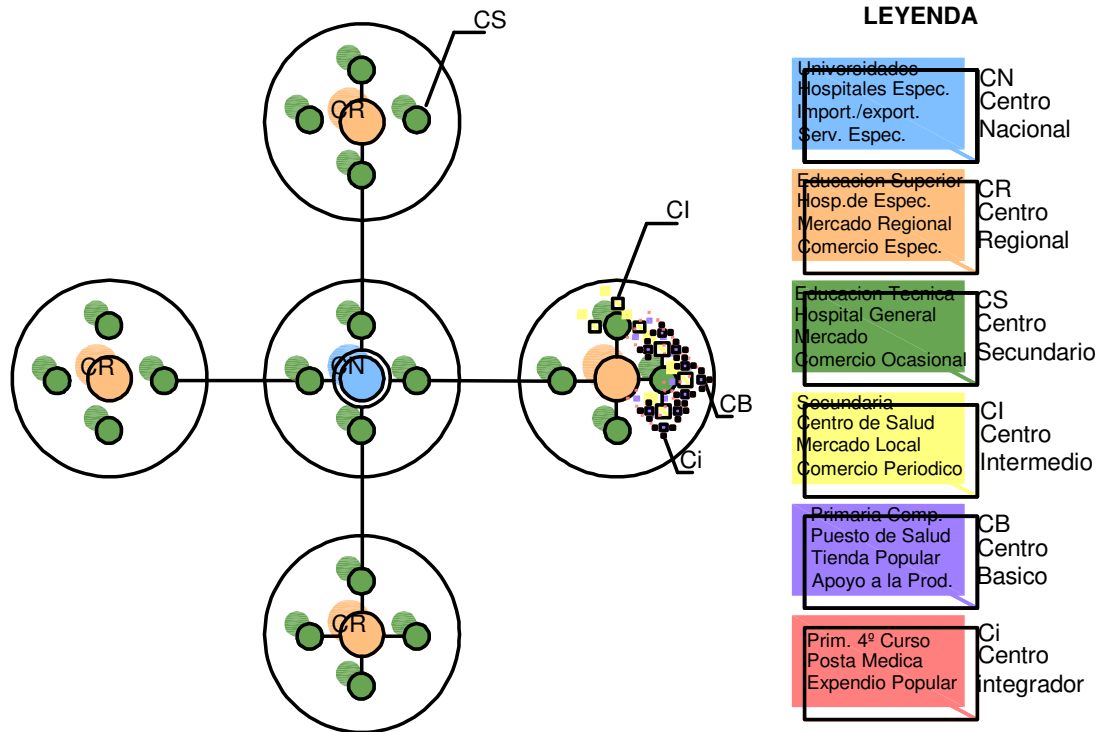 CS
CR
CI
CR
CN
CB
Ci
CR
LEYENDA
Universidados
Hospitales Espec.
Import./export.
Serv. Espec.
CN
Centro
Nacional
Educacion Superior
Hosp.de Espec.
Mercado Regional
Comercio Espec.
CR
Centro
Regional
Educacion Tecnica
Hospital General
Mercado
Comercio Ocasional
CS
Centro
Secundario
Secundaria
Centro de Salud
Mercado Local
Comercio Periodico
CI
Centro
Intermedio
Primaria Comp.
Puesto de Salud
Tienda Popular
Apoyo a la Prod.
CB
Centro
Basico
Prim. 4º Curso
Posta Medica
Expendio Popular
Ci
Centro
integrador